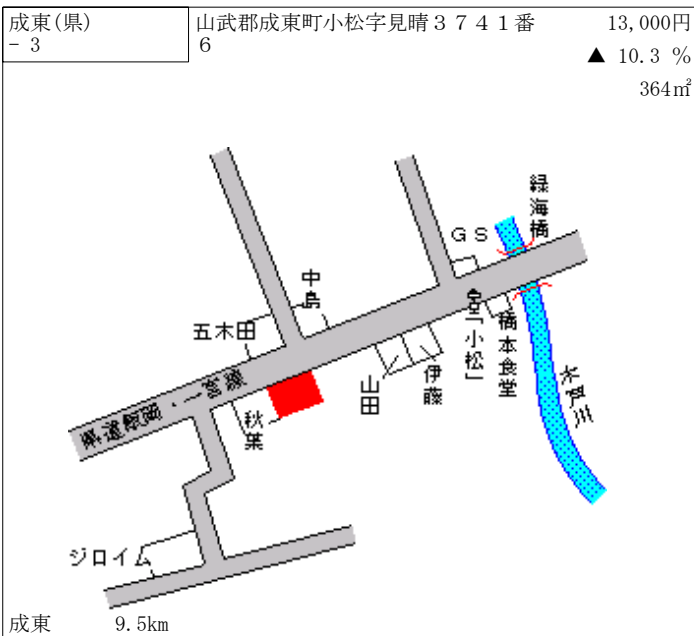 成東(県)
- 3
山武郡成東町小松字見晴３７４１番
6
13,000円
▲ 10.3 %
364㎡
緑海橋
ＧＳ
中島
五木田
「小松」
橋本食堂
伊藤
山田
木戸川
県道飯岡・一宮線
秋葉
ジロイム
成東 9.5km